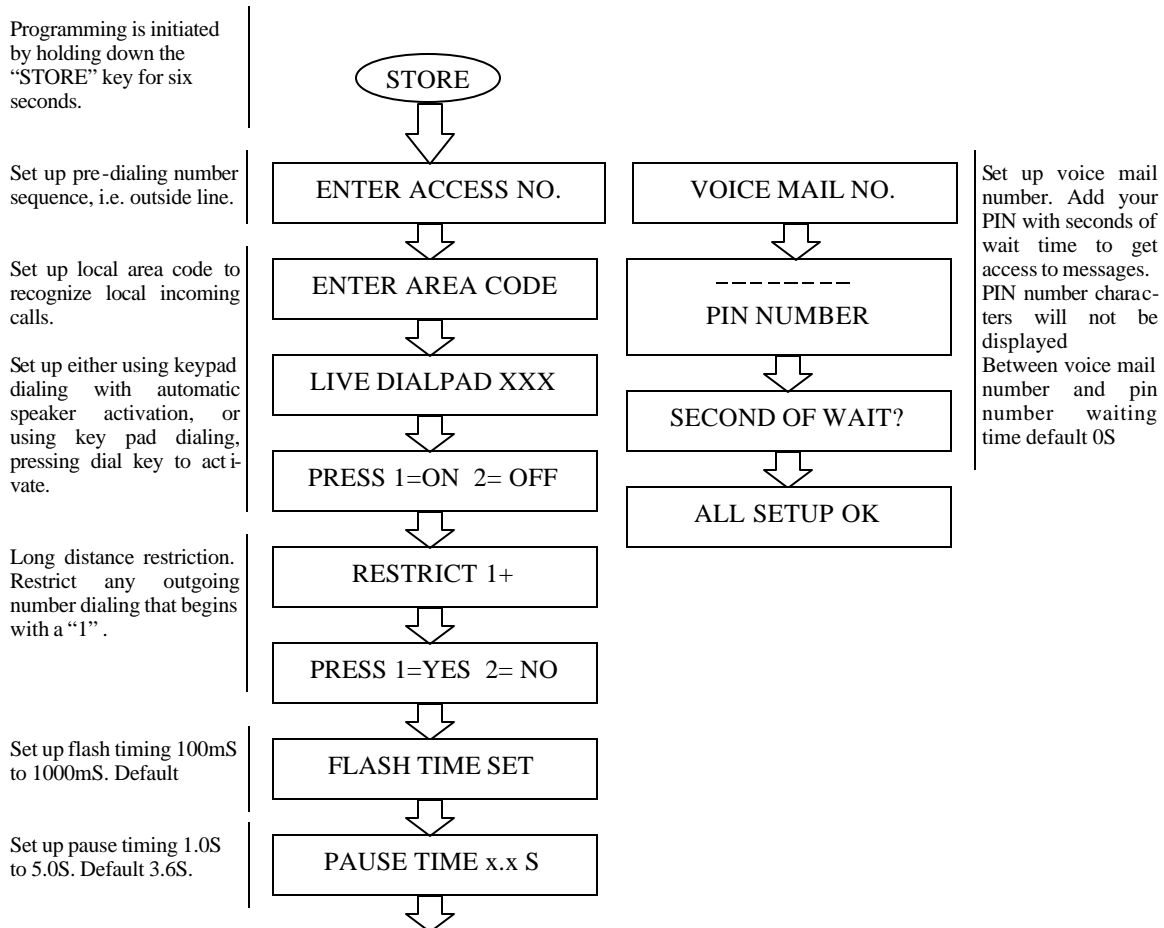 Programming is initiated
by holding down the
“STORE” key for six
seconds.
STORE
Set up pre-dialing number
sequence, i.e. outside line.
ENTER ACCESS NO.
Set up local area code to
recognize local incoming
calls.
ENTER AREA CODE
Set up either using keypad
dialing with automatic
speaker activation, or
using key pad dialing,
pressing dial key to acti-
vate.
LIVE DIALPAD XXX
PRESS 1=ON 2= OFF
Long distance restriction.
Restrict any outgoing
number dialing that begins
with a “1” .
RESTRICT 1+
PRESS 1=YES 2= NO
Set up flash timing 100mS
to 1000mS. Default
FLASH TIME SET
Set up pause timing 1.0S
to 5.0S. Default 3.6S.
PAUSE TIME x.x S
VOICE MAIL NO.
_ _ _ _ _ _ _ _
PIN NUMBER
SECOND OF WAIT?
ALL SETUP OK
Set up voice mail
number. Add your
PIN with seconds of
wait time to get
access to messages.
PIN number charac-
ters will not be
displayed
Between voice mail
number and pin
number waiting
time default 0S